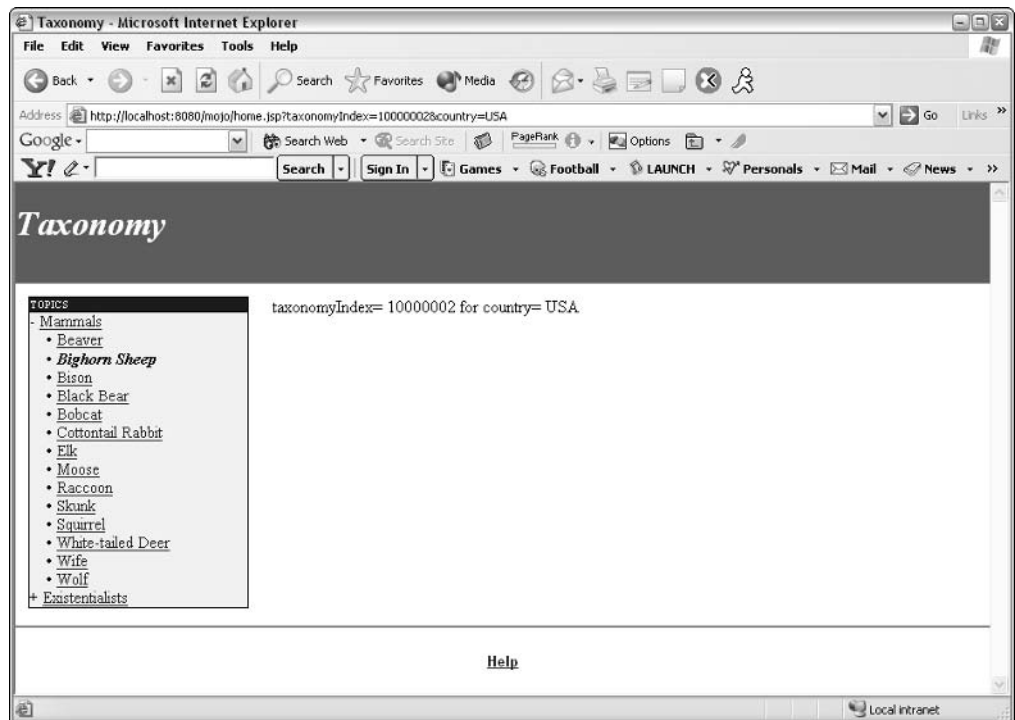 Taxonomy - Microsoft Internet Explorer
File Edit View Favorites Tools Help
Back Search Favorites Media
Address http://localhost:8080/mojo/home.jsp?taxonomyIndex=10000002&country=USA Go Links »
Google Search Web Search Site PageRank Options
Y! Search Sign In Games Football LAUNCH Personals Mail News »
Taxonomy
TOPICS
taxonomyIndex= 10000002 for country= USA
- Mammals
• Beaver
• Bighorn Sheep
• Bison
• Black Bear
• Bobcat
• Cottontail Rabbit
• Elk
• Moose
• Raccoon
• Skunk
• Squirrel
• White-tailed Deer
• Wife
• Wolf
+ Existentialists
Help
Local intranet